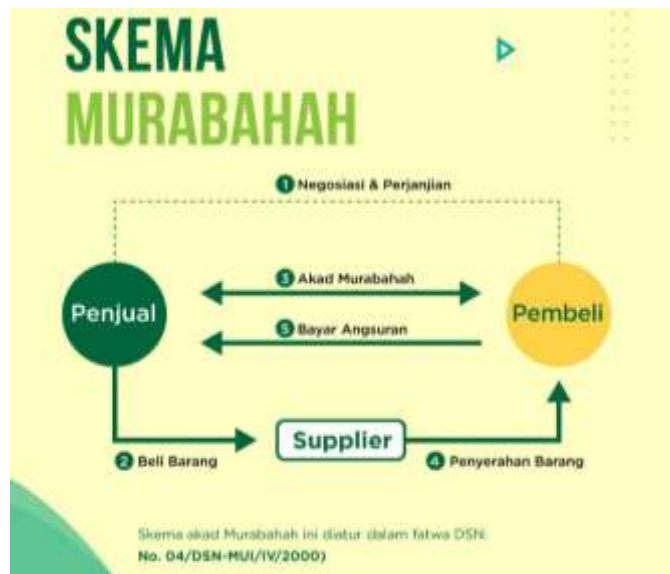 SKEMA
MURABAHAH
1 Negosiasi & Perjanjian
3 Akad Murabahah
Penjual
Pembeli
5 Bayar Angsuran
Supplier
2 Beli Barang
4 Penyerahan Barang
Skema akad Murabahah ini diatur dalam fatwa DSN:
No. 04/DSN-MUI/IV/2000)